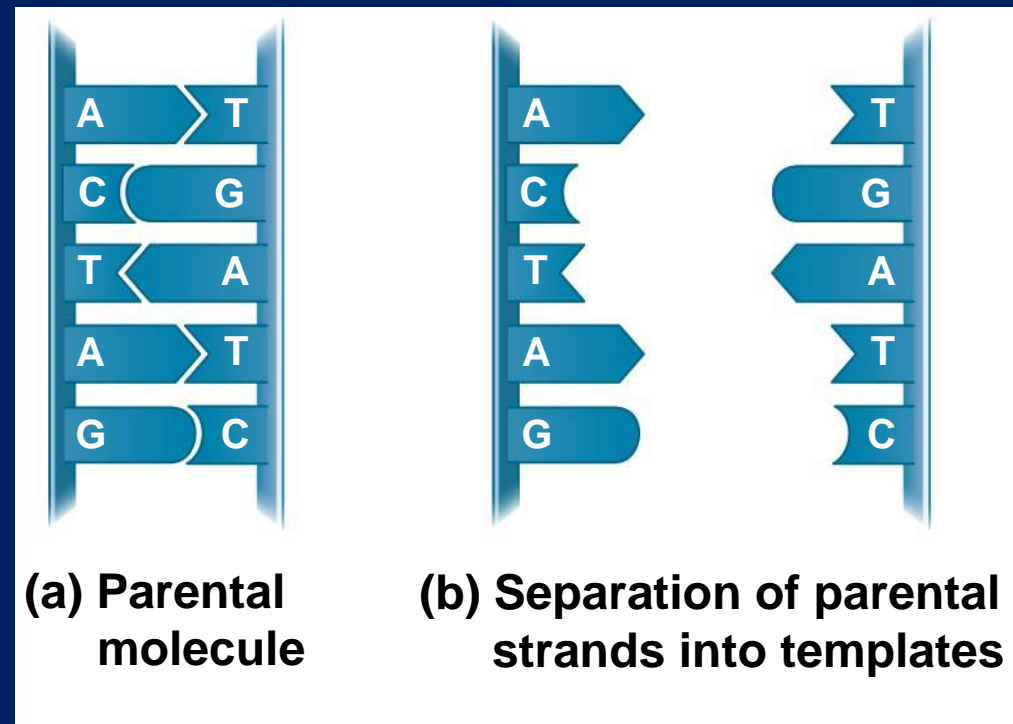 A T A T
C G C G
T A T A
A T A T
G C G C
(a) Parental
molecule
(b) Separation of parental
strands into templates